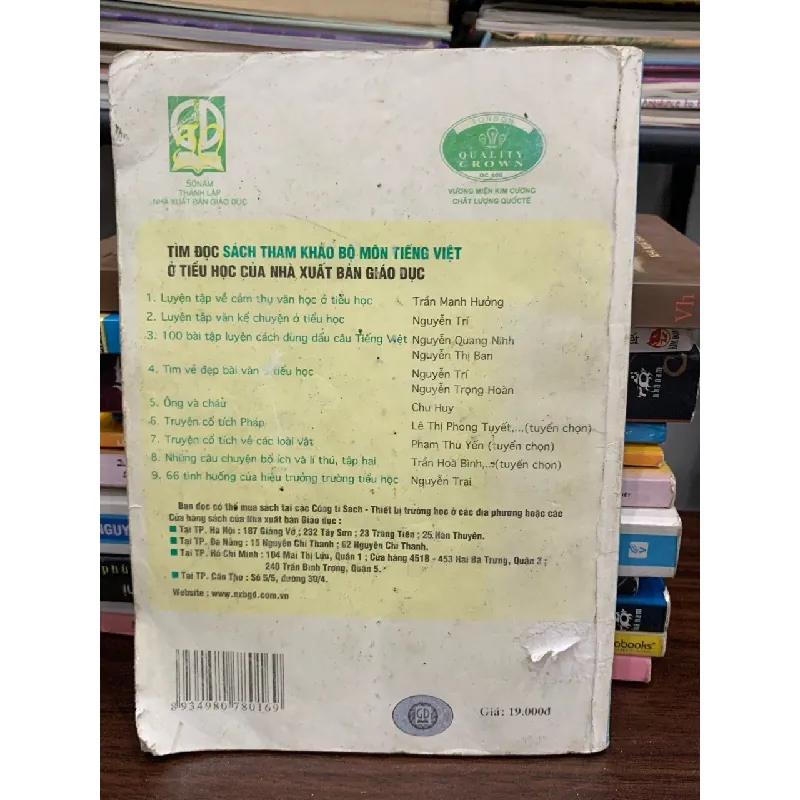 50 NĂM
THÀNH LẬP
NHÀ XUẤT BẢN GIÁO DỤC
LONDON
QUALITY
CROWN
VƯƠNG MIỆN KIM CƯƠNG
CHẤT LƯỢNG QUỐC TẾ
TÌM ĐỌC SÁCH THAM KHẢO BỘ MÔN TIẾNG VIỆT
Ở TIỂU HỌC CỦA NHÀ XUẤT BẢN GIÁO DỤC
1. Luyện tập về cảm thụ văn học ở tiểu học Trần Mạnh Hưởng
2. Luyện tập văn kể chuyện ở tiểu học Nguyễn Trí
3. 100 bài tập luyện cách dùng dấu câu Tiếng Việt Nguyễn Quang Ninh
Nguyễn Thị Ban
4. Tìm vẻ đẹp bài văn ở tiểu học Nguyễn Trí
Nguyễn Trọng Hoàn
5. Ông và cháu Chu Huy
6. Truyện cổ tích Pháp Lê Thị Phong Tuyết,...(tuyển chọn)
7. Truyện cổ tích về các loài vật Phạm Thu Yến (tuyển chọn)
8. Những câu chuyện bổ ích và lí thú, tập hai Trần Hoà Bình,...(tuyển chọn)
9. 66 tình huống của hiệu trưởng trường tiểu học Nguyễn Trại
Bạn đọc có thể mua sách tại các Công ti Sách - Thiết bị trường học ở các địa phương hoặc các
Cửa hàng sách của Nhà xuất bản Giáo dục :
Tại TP. Hà Nội : 187 Giảng Võ ; 232 Tây Sơn ; 23 Tràng Tiền ; 25 Hàn Thuyên.
Tại TP. Đà Nẵng : 15 Nguyễn Chí Thanh ; 62 Nguyễn Chí Thanh.
Tại TP. Hồ Chí Minh : 104 Mai Thị Lựu, Quận 1 ; Cửa hàng 451B - 453 Hai Bà Trưng, Quận 3 ;
240 Trần Bình Trọng, Quận 5.
Tại TP. Cần Thơ : Số 5/5, đường 30/4.
Website : www.nxbgd.com.vn
8 934980 780169
GD
Giá: 19.000đ
Vh
nhã nam